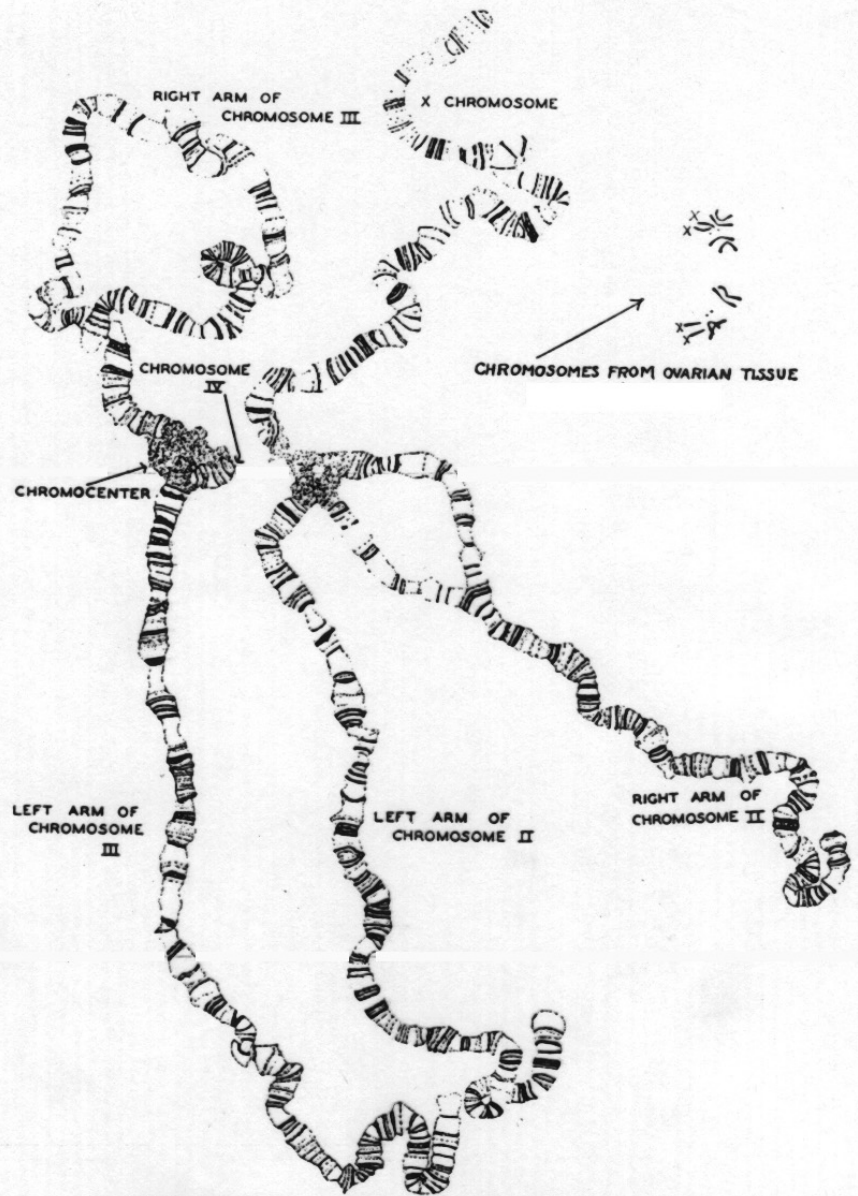 RIGHT ARM OF
CHROMOSOME III
X CHROMOSOME
X
X
X
X
CHROMOSOMES FROM OVARIAN TISSUE
CHROMOSOME
IV
CHROMOCENTER
LEFT ARM OF
CHROMOSOME
III
LEFT ARM OF
CHROMOSOME II
RIGHT ARM OF
CHROMOSOME II